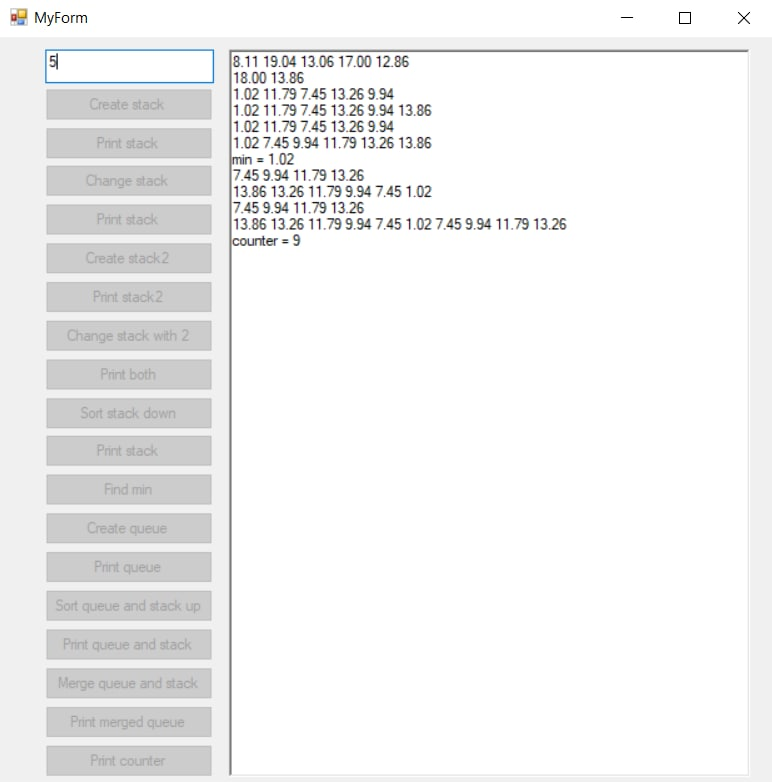 MyForm
5
Create stack
Print stack
Change stack
Print stack
Create stack2
Print stack2
Change stack with 2
Print both
Sort stack down
Print stack
Find min
Create queue
Print queue
Sort queue and stack up
Print queue and stack
Merge queue and stack
Print merged queue
Print counter
8.11 19.04 13.06 17.00 12.86
18.00 13.86
1.02 11.79 7.45 13.26 9.94
1.02 11.79 7.45 13.26 9.94 13.86
1.02 11.79 7.45 13.26 9.94
1.02 7.45 9.94 11.79 13.26 13.86
min = 1.02
7.45 9.94 11.79 13.26
13.86 13.26 11.79 9.94 7.45 1.02
7.45 9.94 11.79 13.26
13.86 13.26 11.79 9.94 7.45 1.02 7.45 9.94 11.79 13.26
counter = 9